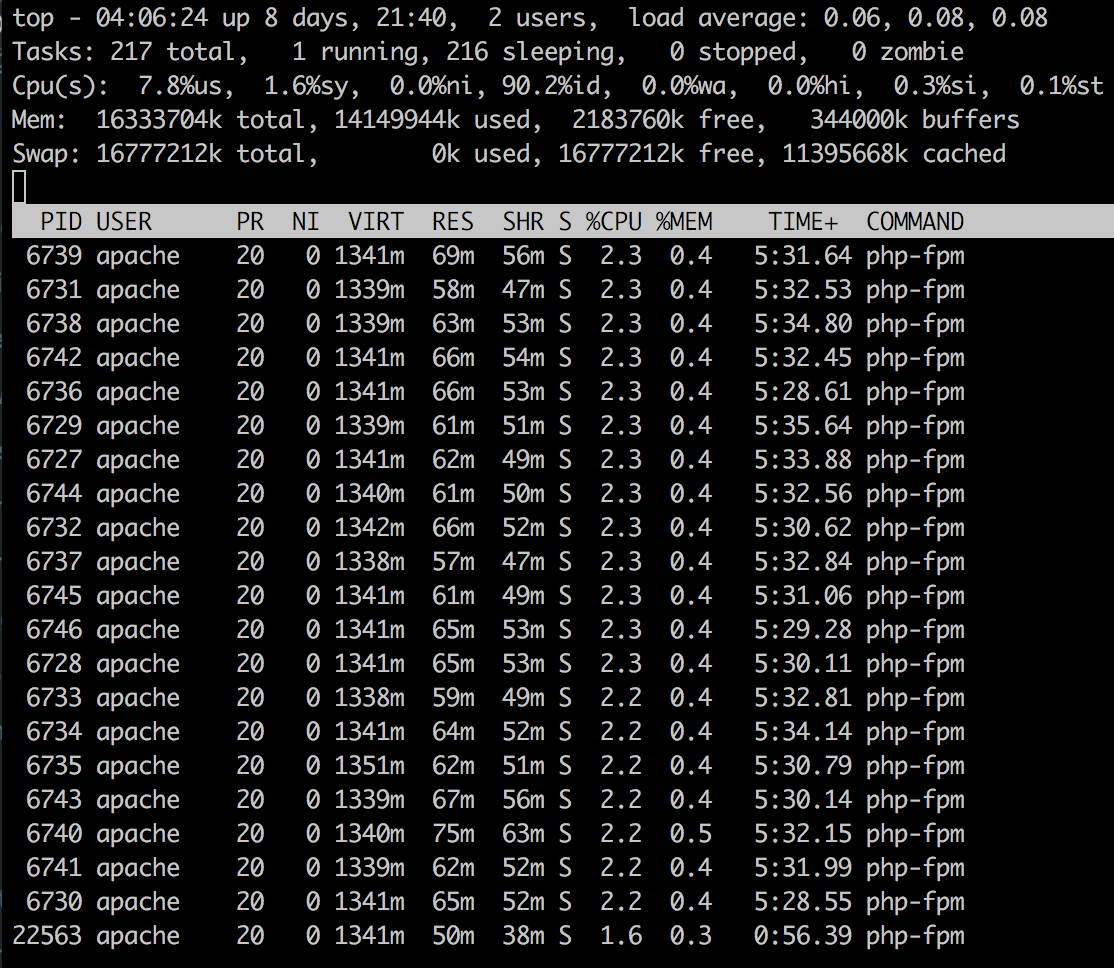 top - 04:06:24 up 8 days, 21:40,  2 users,  load average: 0.06, 0.08, 0.08
Tasks: 217 total,   1 running, 216 sleeping,   0 stopped,   0 zombie
Cpu(s):  7.8%us,  1.6%sy,  0.0%ni, 90.2%id,  0.0%wa,  0.0%hi,  0.3%si,  0.1%st
Mem:  16333704k total, 14149944k used,  2183760k free,   344000k buffers
Swap: 16777212k total,        0k used, 16777212k free, 11395668k cached
  PID USER      PR  NI  VIRT  RES  SHR S %CPU %MEM    TIME+  COMMAND
 6739 apache    20   0 1341m  69m  56m S  2.3  0.4   5:31.64 php-fpm
 6731 apache    20   0 1339m  58m  47m S  2.3  0.4   5:32.53 php-fpm
 6738 apache    20   0 1339m  63m  53m S  2.3  0.4   5:34.80 php-fpm
 6742 apache    20   0 1341m  66m  54m S  2.3  0.4   5:32.45 php-fpm
 6736 apache    20   0 1341m  66m  53m S  2.3  0.4   5:28.61 php-fpm
 6729 apache    20   0 1339m  61m  51m S  2.3  0.4   5:35.64 php-fpm
 6727 apache    20   0 1341m  62m  49m S  2.3  0.4   5:33.88 php-fpm
 6744 apache    20   0 1340m  61m  50m S  2.3  0.4   5:32.56 php-fpm
 6732 apache    20   0 1342m  66m  52m S  2.3  0.4   5:30.62 php-fpm
 6737 apache    20   0 1338m  57m  47m S  2.3  0.4   5:32.84 php-fpm
 6745 apache    20   0 1341m  61m  49m S  2.3  0.4   5:31.06 php-fpm
 6746 apache    20   0 1341m  65m  53m S  2.3  0.4   5:29.28 php-fpm
 6728 apache    20   0 1341m  65m  53m S  2.3  0.4   5:30.11 php-fpm
 6733 apache    20   0 1338m  59m  49m S  2.2  0.4   5:32.81 php-fpm
 6734 apache    20   0 1341m  64m  52m S  2.2  0.4   5:34.14 php-fpm
 6735 apache    20   0 1351m  62m  51m S  2.2  0.4   5:30.79 php-fpm
 6743 apache    20   0 1339m  67m  56m S  2.2  0.4   5:30.14 php-fpm
 6740 apache    20   0 1340m  75m  63m S  2.2  0.5   5:32.15 php-fpm
 6741 apache    20   0 1339m  62m  52m S  2.2  0.4   5:31.99 php-fpm
 6730 apache    20   0 1341m  65m  52m S  2.2  0.4   5:28.55 php-fpm
22563 apache    20   0 1341m  50m  38m S  1.6  0.3   0:56.39 php-fpm